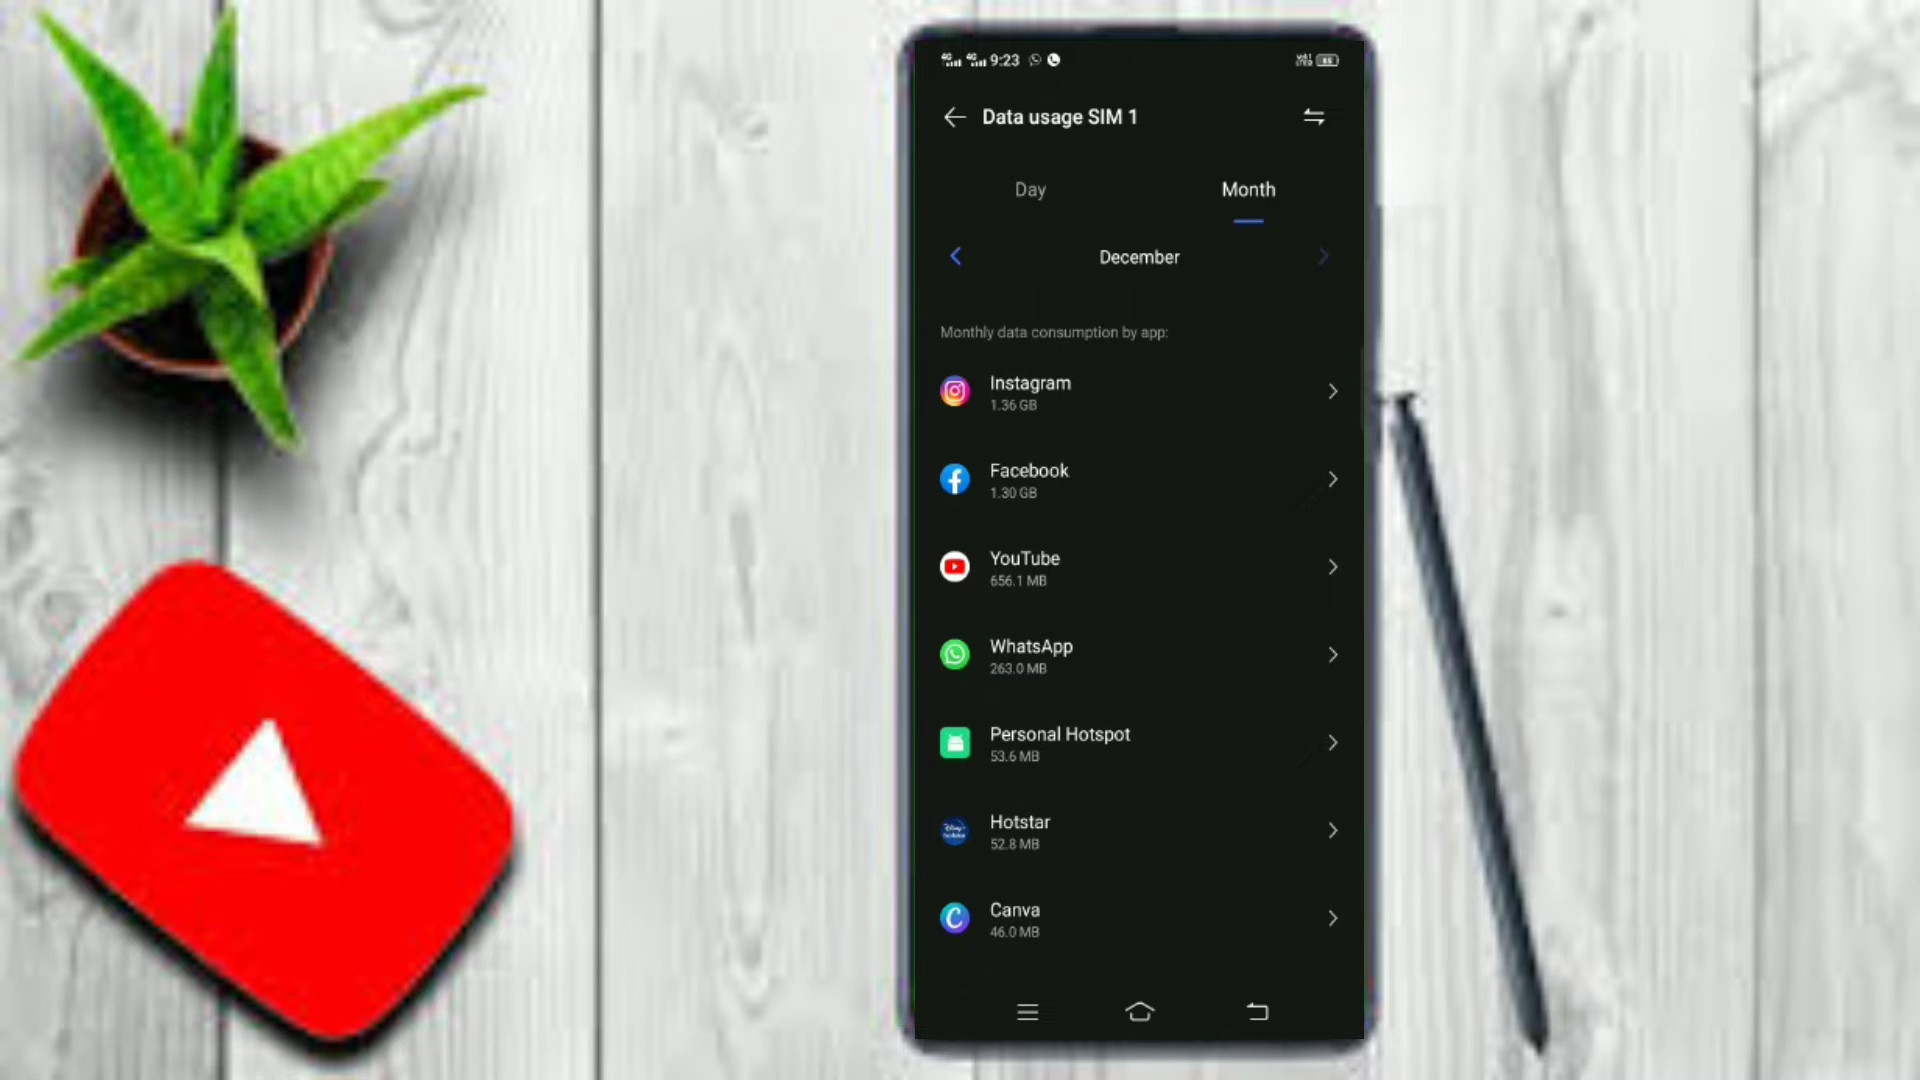 9:23
Data usage SIM 1
Day
Month
December
Monthly data consumption by app:
Instagram
1.36 GB
Facebook
1.30 GB
YouTube
656.1 MB
WhatsApp
263.0 MB
Personal Hotspot
53.6 MB
Hotstar
52.8 MB
Canva
46.0 MB